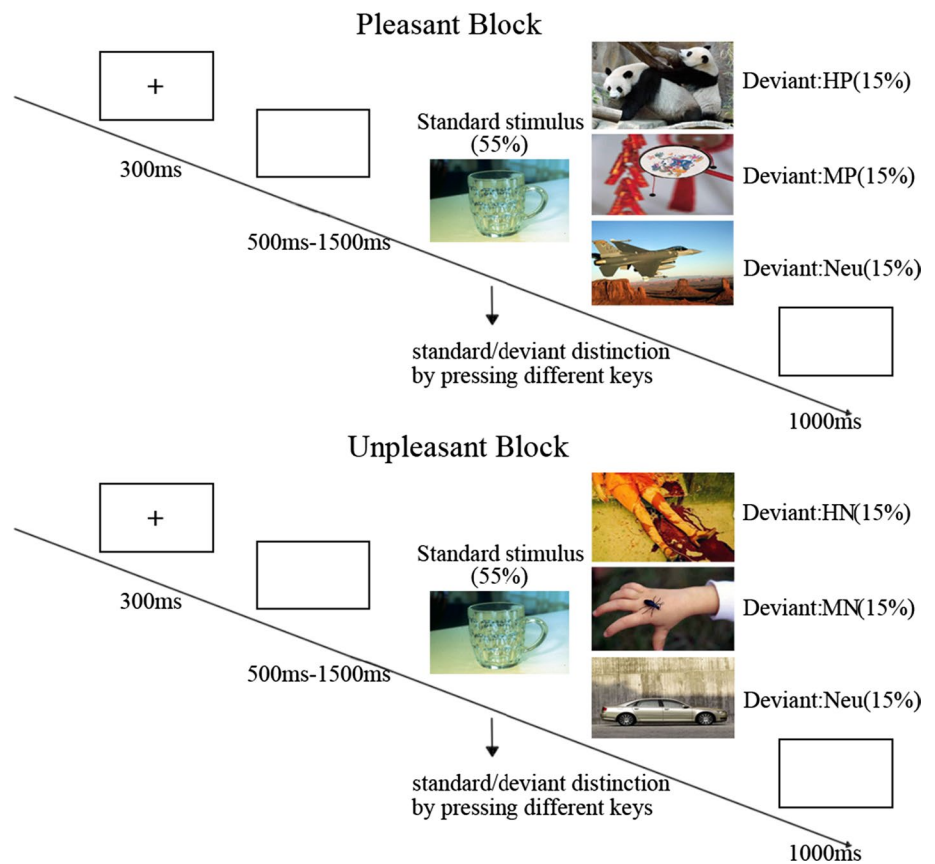 Pleasant Block
+
300ms
500ms-1500ms
Standard stimulus
(55%)
Deviant:HP(15%)
Deviant:MP(15%)
Deviant:Neu(15%)
standard/deviant distinction
by pressing different keys
1000ms
Unpleasant Block
+
300ms
500ms-1500ms
Standard stimulus
(55%)
Deviant:HN(15%)
Deviant:MN(15%)
Deviant:Neu(15%)
standard/deviant distinction
by pressing different keys
1000ms